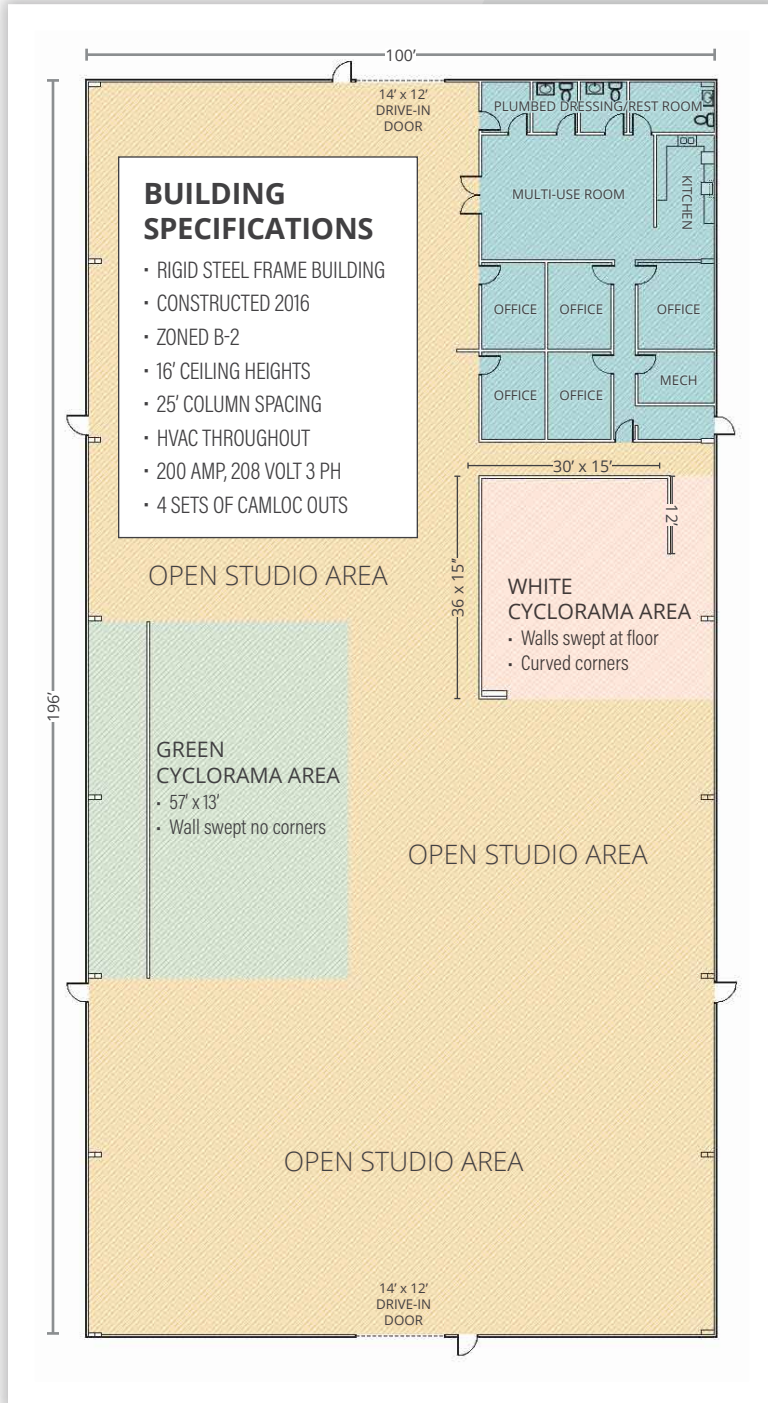 100’
14’ x 12’
DRIVE-IN
DOOR
PLUMBED DRESSING/REST ROOM
BUILDING
SPECIFICATIONS
• RIGID STEEL FRAME BUILDING
• CONSTRUCTED 2016
• ZONED B-2
• 16’ CEILING HEIGHTS
• 25’ COLUMN SPACING
• HVAC THROUGHOUT
• 200 AMP, 208 VOLT 3 PH
• 4 SETS OF CAMLOC OUTS
MULTI-USE ROOM
KITCHEN
OFFICE
OFFICE
OFFICE
OFFICE
OFFICE
MECH
30’ x 15’
12’
36 x 15”
OPEN STUDIO AREA
WHITE
CYCLORAMA AREA
• Walls swept at floor
• Curved corners
196’
GREEN
CYCLORAMA AREA
• 57’ x 13’
• Wall swept no corners
OPEN STUDIO AREA
OPEN STUDIO AREA
14’ x 12’
DRIVE-IN
DOOR